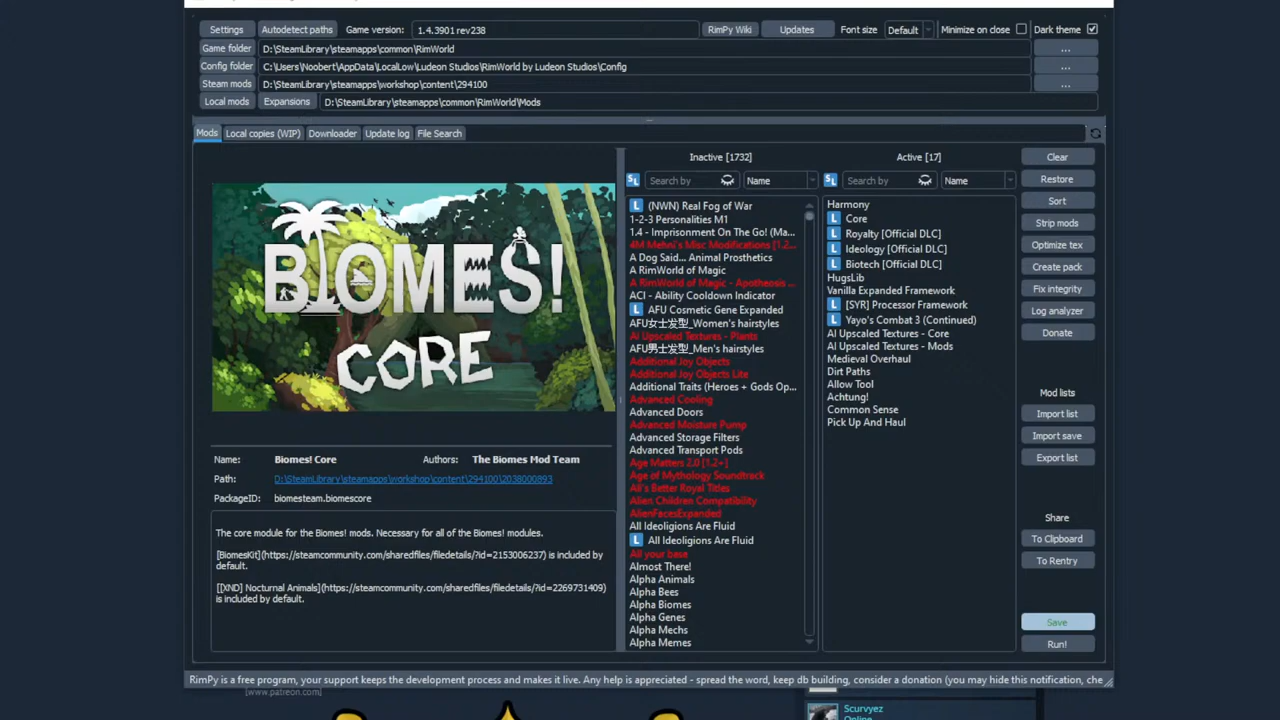 Settings Autodetect paths Game version: 1.4.3901 rev238 RimPy Wiki Updates Font size Default Minimize on close Dark theme
Game folder D:\SteamLibrary\steamapps\common\RimWorld ...
Config folder C:\Users\Noobert\AppData\LocalLow\Ludeon Studios\RimWorld by Ludeon Studios\Config ...
Steam mods D:\SteamLibrary\steamapps\workshop\content\294100 ...
Local mods Expansions D:\SteamLibrary\steamapps\common\RimWorld\Mods
Mods Local copies (WIP) Downloader Update log File Search
BIOMES!
CORE
Name: Biomes! Core Authors: The Biomes Mod Team
Path: D:\SteamLibrary\steamapps\workshop\content\294100\2038000893
PackageID: biomesteam.biomescore
The core module for the Biomes! mods. Necessary for all of the Biomes! modules.
[BiomesKit](https://steamcommunity.com/sharedfiles/filedetails/?id=2153006237) is included by
default.
[[XND] Nocturnal Animals](https://steamcommunity.com/sharedfiles/filedetails/?id=2269731409)
is included by default.
Inactive [1732]
SL Search by Name
L (NWN) Real Fog of War
1-2-3 Personalities M1
1.4 - Imprisonment On The Go! (Ma...
4M Mehni's Misc Modifications [1.2...
A Dog Said... Animal Prosthetics
A RimWorld of Magic
A RimWorld of Magic - Apotheosis ...
ACI - Ability Cooldown Indicator
L AFU Cosmetic Gene Expanded
AFU女士发型_Women's hairstyles
AI Upscaled Textures - Plants
AFU男士发型_Men's hairstyles
Additional Joy Objects
Additional Joy Objects Lite
Additional Traits (Heroes + Gods Op...
Advanced Cooling
Advanced Doors
Advanced Moisture Pump
Advanced Storage Filters
Advanced Transport Pods
Age Matters 2.0 [1.2+]
Age of Mythology Soundtrack
Ail's Better Royal Titles
Alien Children Compatibility
AlienFacesExpanded
All Ideoligions Are Fluid
L All Ideoligions Are Fluid
All your base
Almost There!
Alpha Animals
Alpha Bees
Alpha Biomes
Alpha Genes
Alpha Mechs
Alpha Memes
Active [17]
SL Search by Name
Harmony
L Core
L Royalty [Official DLC]
L Ideology [Official DLC]
L Biotech [Official DLC]
HugsLib
Vanilla Expanded Framework
L [SYR] Processor Framework
L Yayo's Combat 3 (Continued)
AI Upscaled Textures - Core
AI Upscaled Textures - Mods
Medieval Overhaul
Dirt Paths
Allow Tool
Achtung!
Common Sense
Pick Up And Haul
Clear
Restore
Sort
Strip mods
Optimize tex
Create pack
Fix integrity
Log analyzer
Donate
Mod lists
Import list
Import save
Export list
Share
To Clipboard
To Rentry
Save
Run!
RimPy is a free program, your support keeps the development process and makes it live. Any help is appreciated - spread the word, keep db building, consider a donation (you may hide this notification, che
[www.patreon.com]
Scurvyez
Online